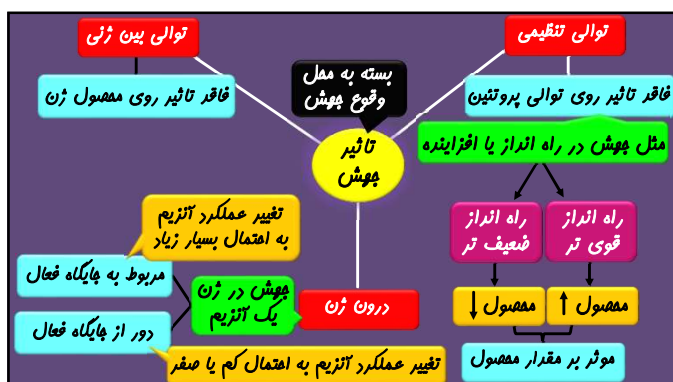 توالی تنظیمی
توالی بین ژنی
بسته به محل
وقوع جهش
تاثیر
جهش
فاقد تاثیر روی توالی پروتئین
فاقد تاثیر روی محصول ژن
مثل جهش در راه انداز یا افزاینده
راه انداز
قوی تر
راه انداز
ضعیف تر
محصول ↑
محصول ↓
موثر بر مقدار محصول
درون ژن
جهش در ژن
یک آنزیم
تغییر عملکرد آنزیم
به احتمال بسیار زیاد
مربوط به جایگاه فعال
دور از جایگاه فعال
تغییر عملکرد آنزیم به احتمال کم یا صفر